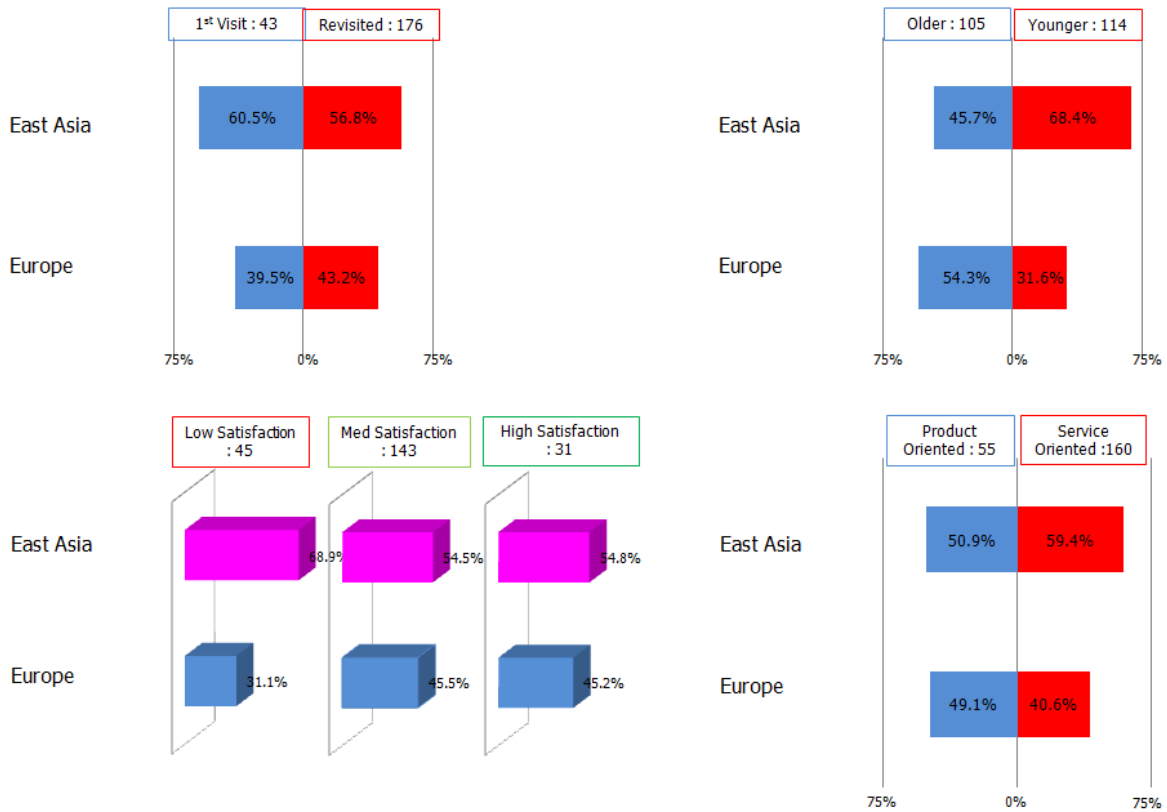 1st Visit : 43
Revisited : 176
East Asia
60.5%
56.8%
Europe
39.5%
43.2%
75%
0%
75%
Older : 105
Younger : 114
East Asia
45.7%
68.4%
Europe
54.3%
31.6%
75%
0%
75%
Low Satisfaction
: 45
Med Satisfaction
: 143
High Satisfaction
: 31
East Asia
68.9%
54.5%
54.8%
Europe
31.1%
45.5%
45.2%
Product
Oriented : 55
Service
Oriented :160
East Asia
50.9%
59.4%
Europe
49.1%
40.6%
75%
0%
75%